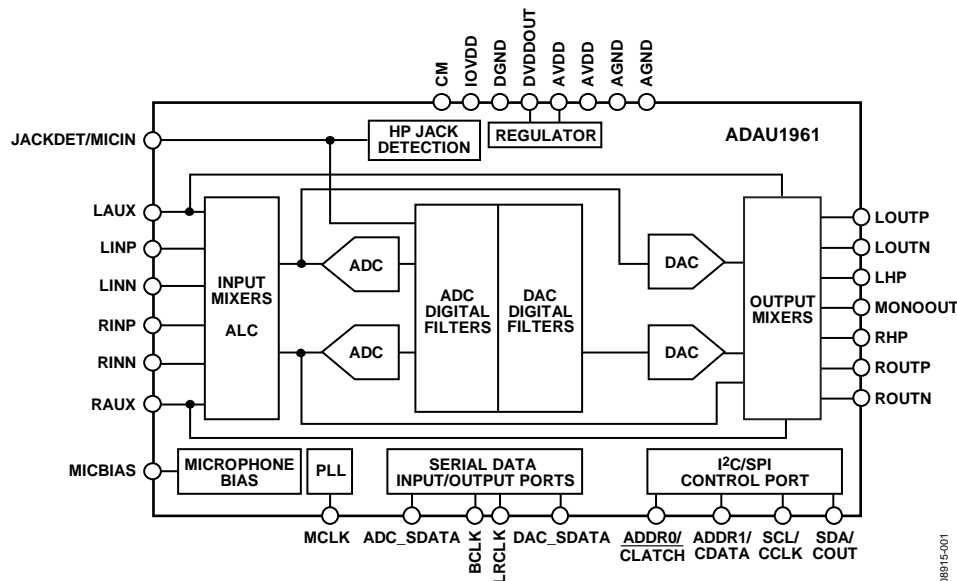 CM
IOVDD
DGND
DVDDOUT
AVDD
AVDD
AGND
AGND
JACKDET/MICIN
HP JACK
DETECTION
REGULATOR
ADAU1961
LAUX
LINP
LINN
RINP
RINN
RAUX
MICBIAS
INPUT
MIXERS
ALC
ADC
ADC
ADC
DIGITAL
FILTERS
DAC
DIGITAL
FILTERS
DAC
DAC
OUTPUT
MIXERS
LOUTP
LOUTN
LHP
MONOOUT
RHP
ROUTP
ROUTN
MICROPHONE
BIAS
PLL
SERIAL DATA
INPUT/OUTPUT PORTS
I²C/SPI
CONTROL PORT
MCLK
ADC_SDATA
BCLK
LRCLK
DAC_SDATA
ADDR0/
CLATCH
ADDR1/
CDATA
SCL/
CCLK
SDA/
COUT
08915-001